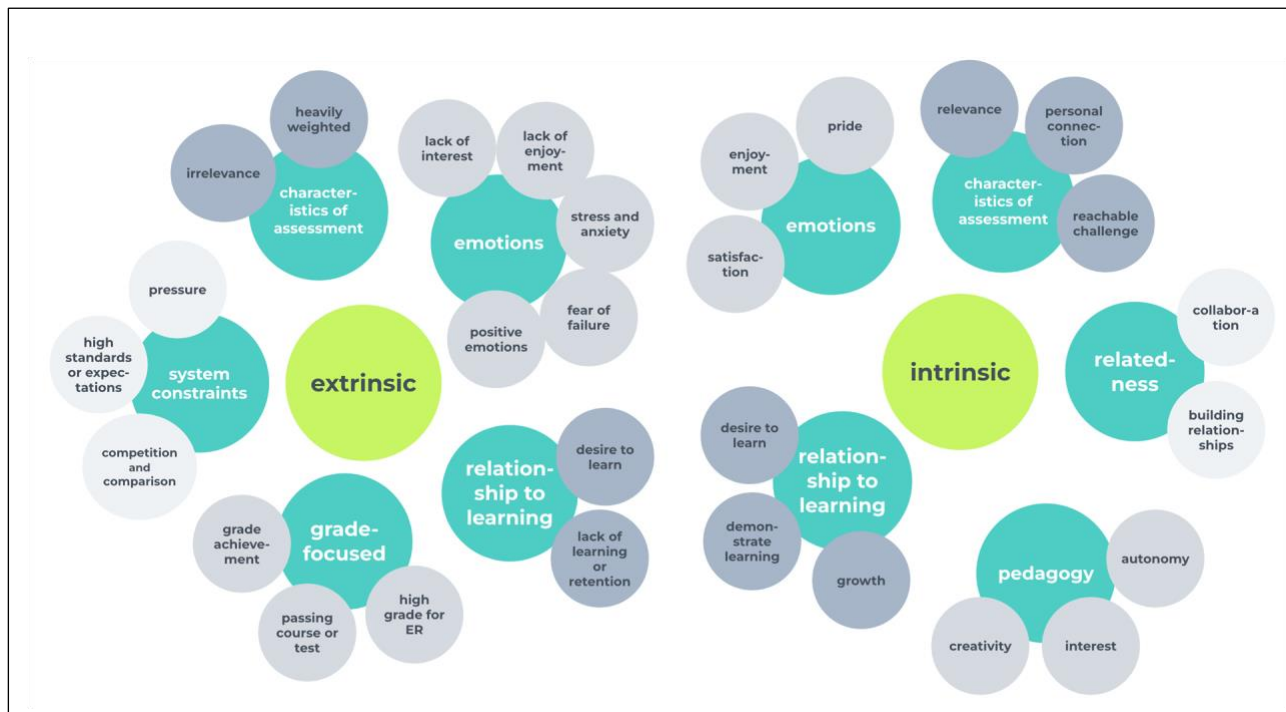 heavily
weighted
irrelevance
character-
istics of
assessment
lack of
interest
lack of
enjoy-
ment
stress and
anxiety
emotions
fear of
failure
positive
emotions
pressure
high
standards
or expec-
tations
system
constraints
competition
and
comparison
extrinsic
relation-
ship to
learning
desire to
learn
lack of
learning
or
retention
grade-
focused
grade
achieve-
ment
passing
course or
test
high
grade for
ER
pride
enjoy-
ment
emotions
satisfac-
tion
relevance
personal
connec-
tion
character-
istics of
assessment
reachable
challenge
intrinsic
collabor-a
tion
related-
ness
building
relation-
ships
desire to
learn
relation-
ship to
learning
demon-
strate
learning
growth
pedagogy
autonomy
creativity
interest